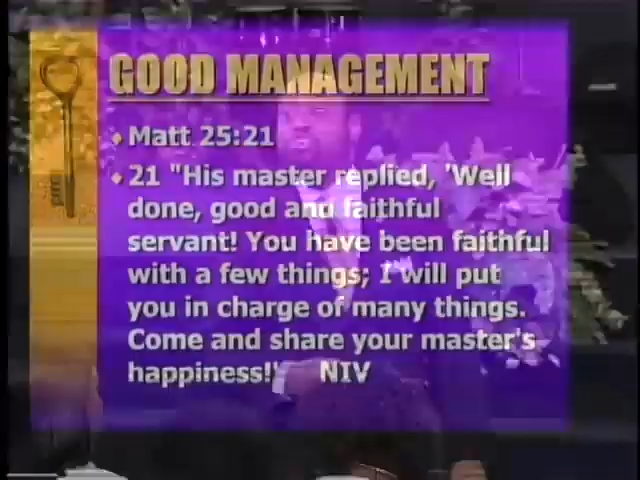 GOOD MANAGEMENT
Matt 25:21
21 "His master replied, 'Well
done, good and faithful
servant! You have been faithful
with a few things; I will put
you in charge of many things.
Come and share your master's
happiness!' NIV